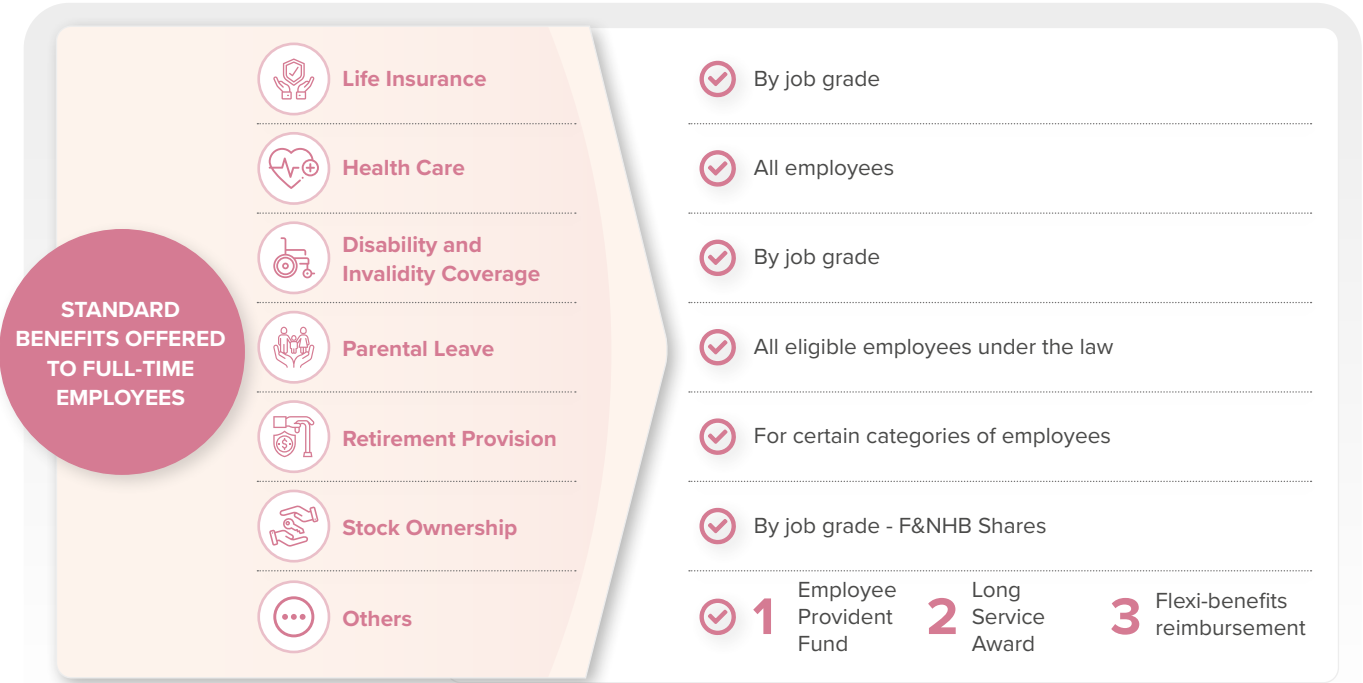 STANDARD
BENEFITS OFFERED
TO FULL-TIME
EMPLOYEES
Life Insurance
By job grade
Health Care
All employees
Disability and
Invalidity Coverage
By job grade
Parental Leave
All eligible employees under the law
Retirement Provision
For certain categories of employees
Stock Ownership
By job grade - F&NHB Shares
Others
1
Employee
Provident
Fund
2
Long
Service
Award
3
Flexi-benefits
reimbursement